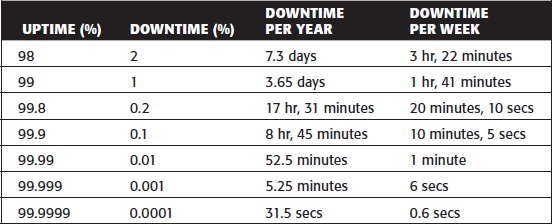 UPTIME (%) DOWNTIME (%) DOWNTIME PER YEAR DOWNTIME PER WEEK
98 2 7.3 days 3 hr, 22 minutes
99 1 3.65 days 1 hr, 41 minutes
99.8 0.2 17 hr, 31 minutes 20 minutes, 10 secs
99.9 0.1 8 hr, 45 minutes 10 minutes, 5 secs
99.99 0.01 52.5 minutes 1 minute
99.999 0.001 5.25 minutes 6 secs
99.9999 0.0001 31.5 secs 0.6 secs